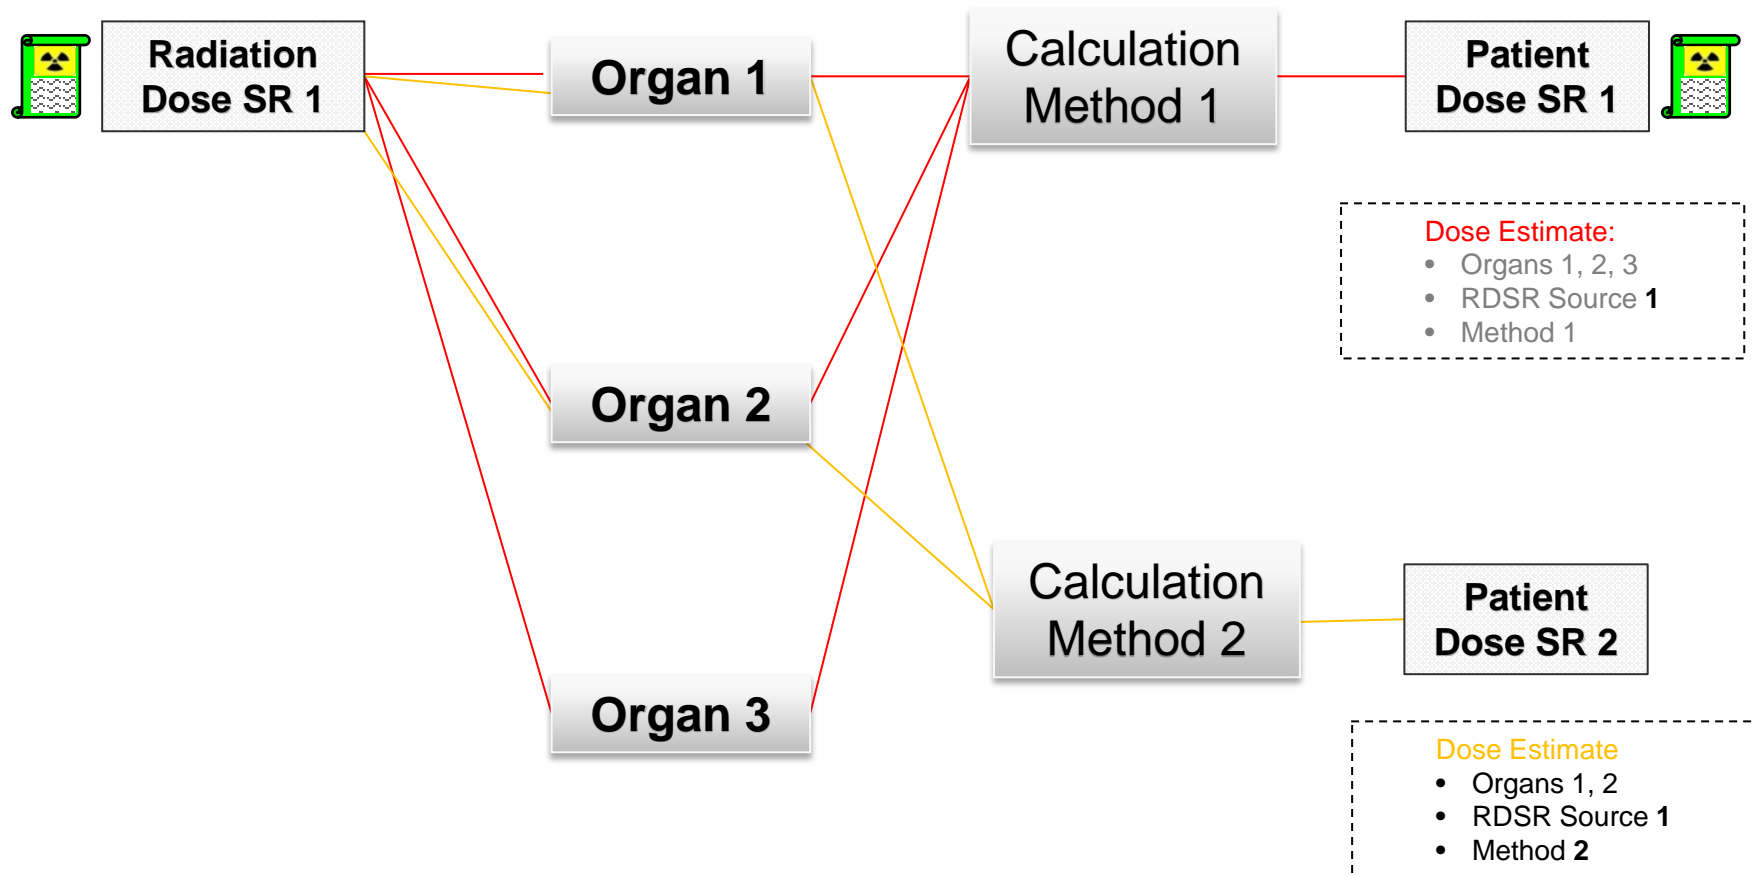 Radiation
Dose SR 1
Organ 1
Calculation
Method 1
Patient
Dose SR 1
Dose Estimate:
• Organs 1, 2, 3
• RDSR Source 1
• Method 1
Organ 2
Calculation
Method 2
Patient
Dose SR 2
Organ 3
Dose Estimate
• Organs 1, 2
• RDSR Source 1
• Method 2